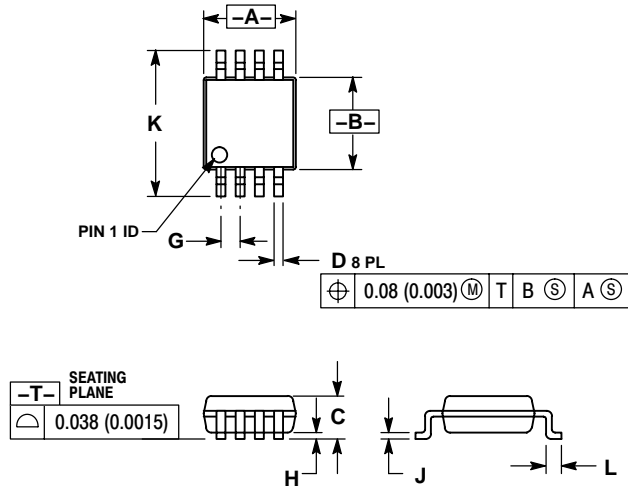 –A–
K
–B–
PIN 1 ID
G
D 8 PL
0.08 (0.003) Ⓜ T B Ⓢ A Ⓢ
–T– SEATING PLANE
0.038 (0.0015)
C
H
J
L